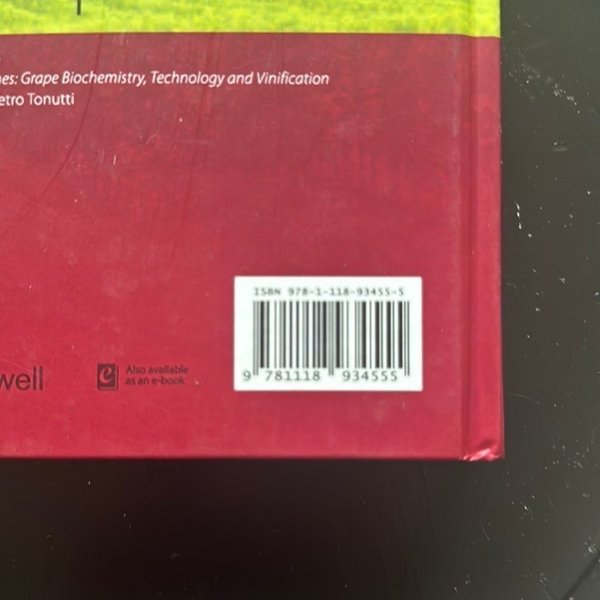 nes: Grape Biochemistry, Technology and Vinification
etro Tonutti
ISBN 978-1-118-93455-5
9 781118 934555
well
e Also available
as an e-book